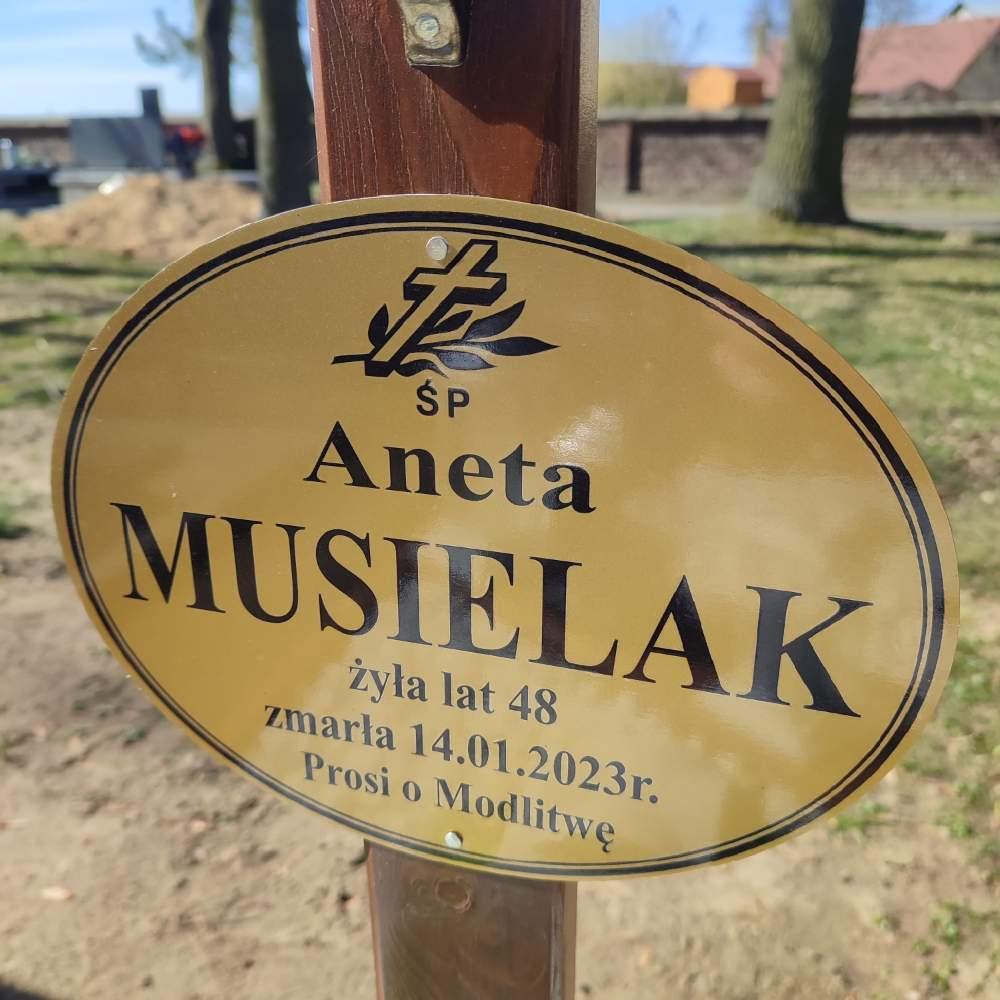 ŚP
Aneta
MUSIELAK
żyła lat 48
zmarła 14.01.2023r.
Prosi o Modlitwę